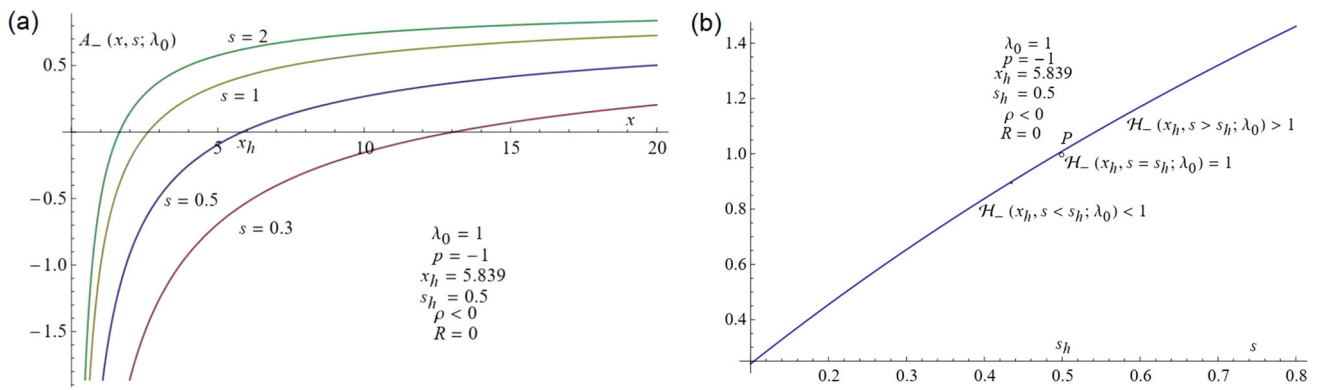 (a)
A₋ (x, s; λ₀)
s = 2
0.5
s = 1
x
5
x_h
10
15
20
−0.5
s = 0.5
s = 0.3
λ₀ = 1
−1.0
p = −1
x_h = 5.839
s_h = 0.5
ρ < 0
−1.5
R = 0
(b)
1.4
λ₀ = 1
p = −1
x_h = 5.839
s_h = 0.5
1.2
ρ < 0
R = 0
ℋ₋ (x_h, s > s_h; λ₀) > 1
P
1.0
ℋ₋ (x_h, s = s_h; λ₀) = 1
0.8
ℋ₋ (x_h, s < s_h; λ₀) < 1
0.6
0.4
s_h
s
0.2
0.3
0.4
0.5
0.6
0.7
0.8